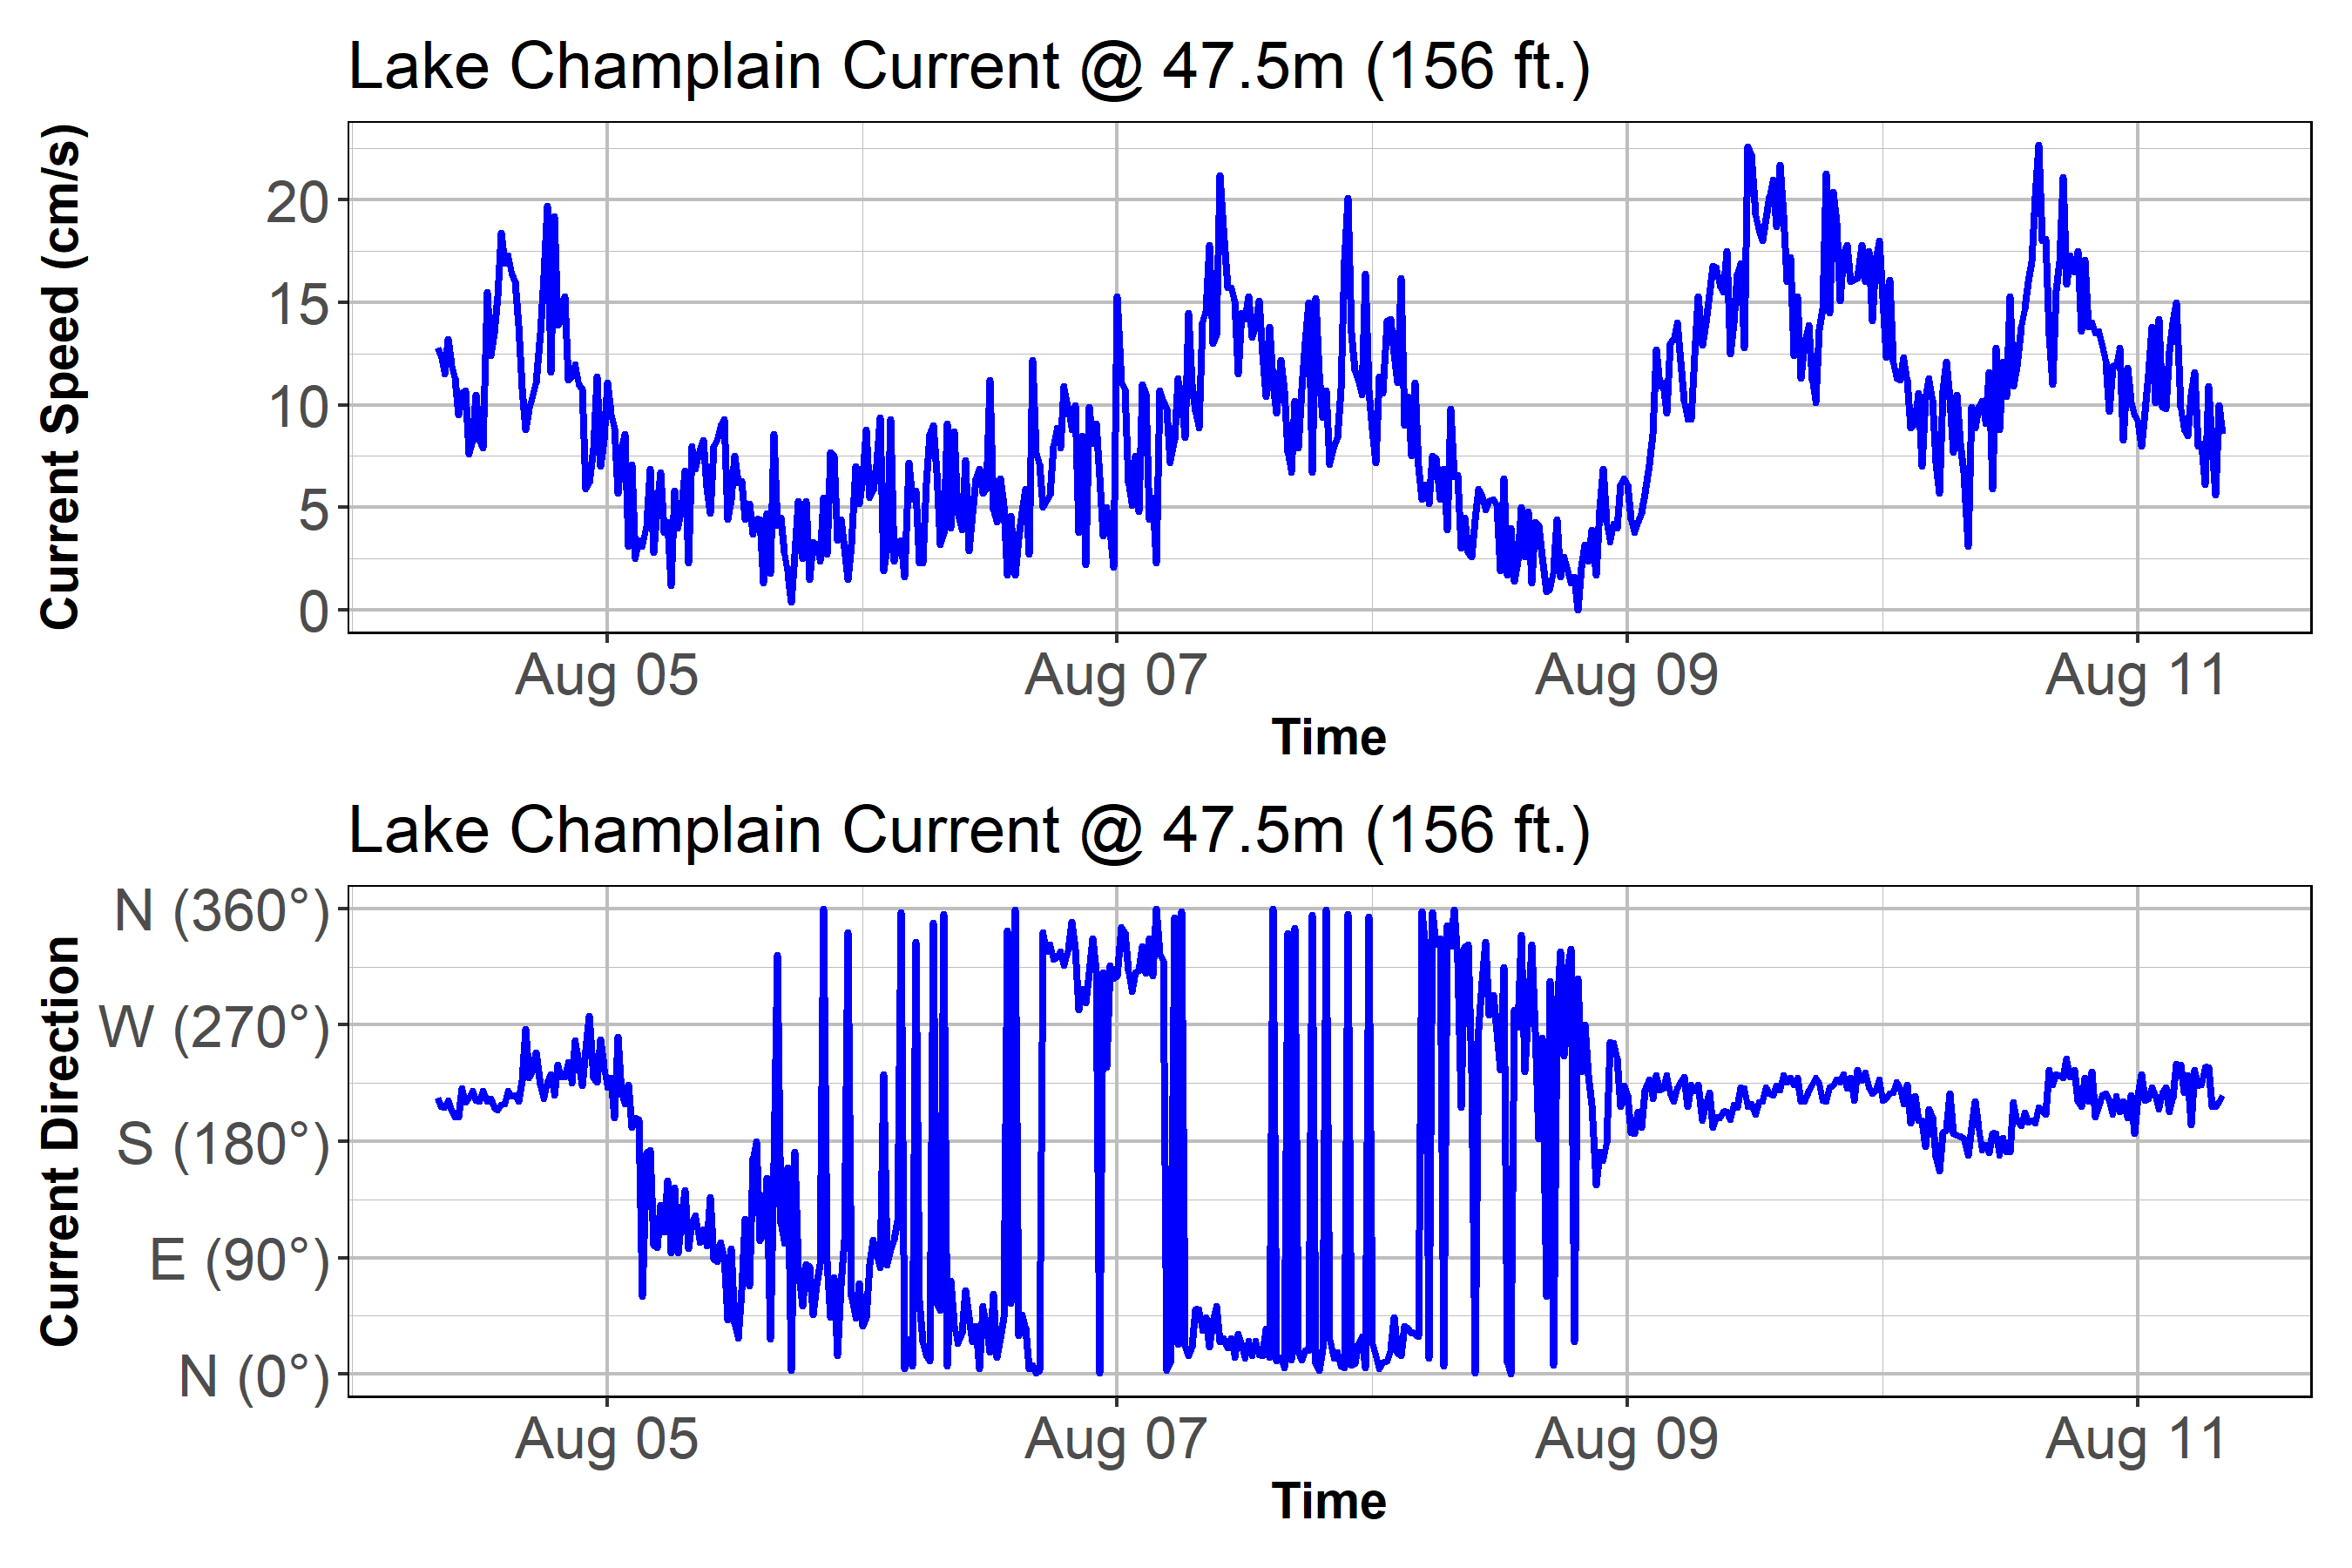 Lake Champlain Current @ 47.5m (156 ft.)
Current Speed (cm/s)
20
15
10
5
0
Aug 05 Aug 07 Aug 09 Aug 11
Time
Lake Champlain Current @ 47.5m (156 ft.)
Current Direction
N (360°)
W (270°)
S (180°)
E (90°)
N (0°)
Aug 05 Aug 07 Aug 09 Aug 11
Time